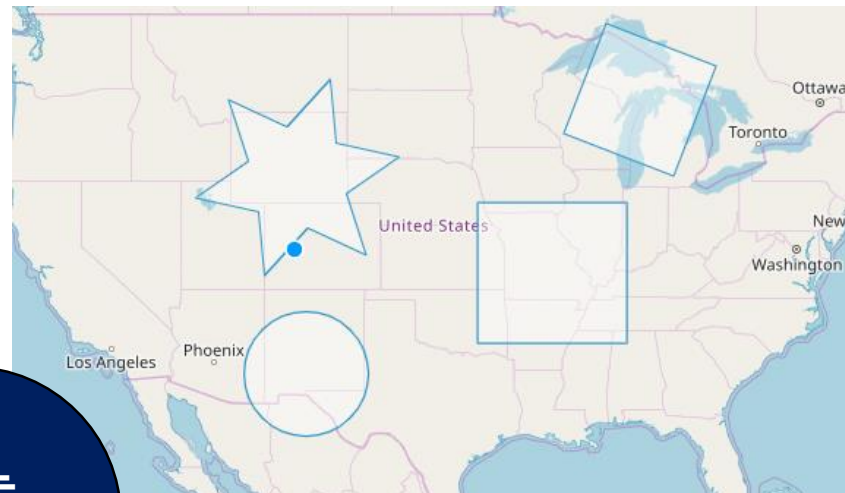 Ottawa
Toronto
United States
New
Washington
Phoenix
Los Angeles